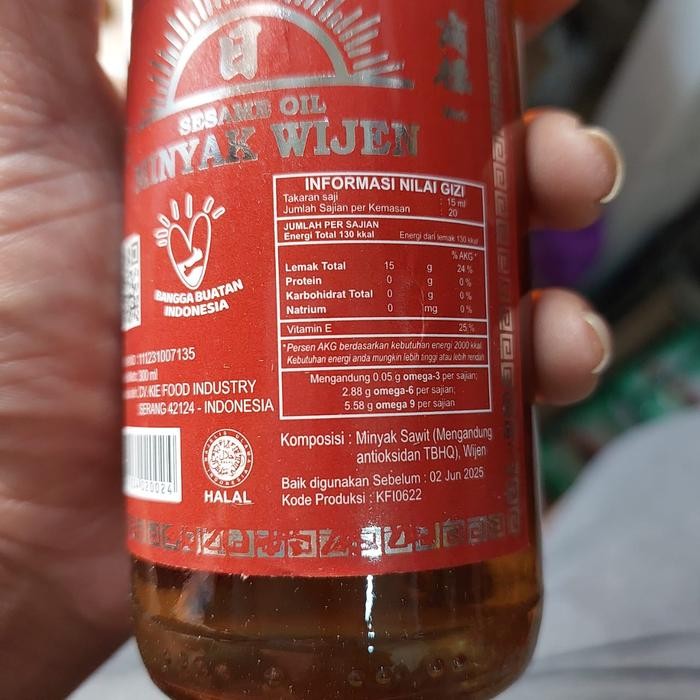 SESAME OIL
MINYAK WIJEN
BANGGA BUATAN
INDONESIA
111231007135
300 ml
CV. KIE FOOD INDUSTRY
SERANG 42124 - INDONESIA
HALAL
INFORMASI NILAI GIZI
Takaran saji : 15 ml
Jumlah Sajian per Kemasan : 20
JUMLAH PER SAJIAN
Energi Total 130 kkal Energi dari lemak 130 kkal
% AKG *
Lemak Total 15 g 24 %
Protein 0 g 0 %
Karbohidrat Total 0 g 0 %
Natrium 0 mg 0 %
Vitamin E 25 %
*Persen AKG berdasarkan kebutuhan energi 2000 kkal.
Kebutuhan energi anda mungkin lebih tinggi atau lebih rendah
Mengandung 0.05 g omega-3 per sajian;
2.88 g omega-6 per sajian;
5.58 g omega 9 per sajian;
Komposisi : Minyak Sawit (Mengandung
antioksidan TBHQ), Wijen
Baik digunakan Sebelum : 02 Jun 2025
Kode Produksi : KFI0622